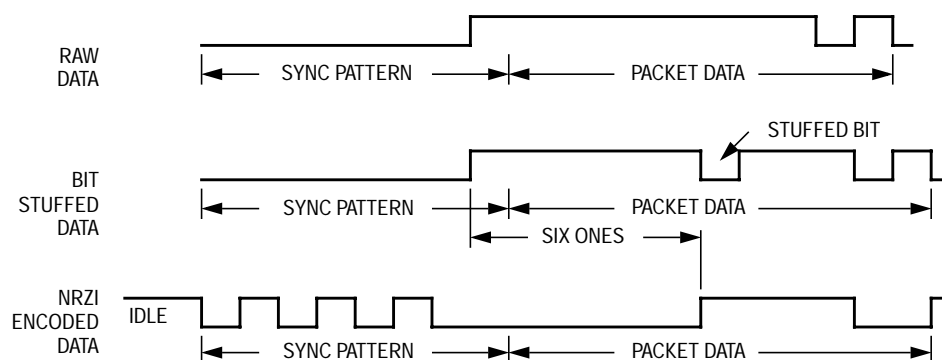 RAW
DATA
SYNC PATTERN
PACKET DATA
STUFFED BIT
BIT
STUFFED
DATA
SYNC PATTERN
PACKET DATA
SIX ONES
NRZI
ENCODED
DATA
IDLE
SYNC PATTERN
PACKET DATA